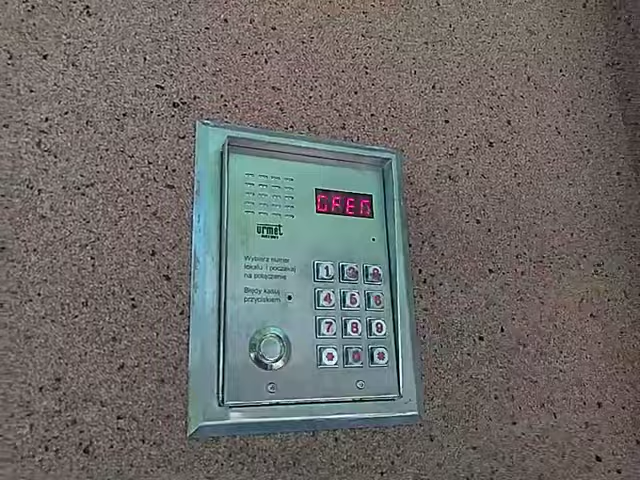 OPEN
urmet
Wybierz numer
lokalu i poczekaj
na połączenie
Błędy kasuj
przyciskiem
1 2 3
4 5 6
7 8 9
* 0 #